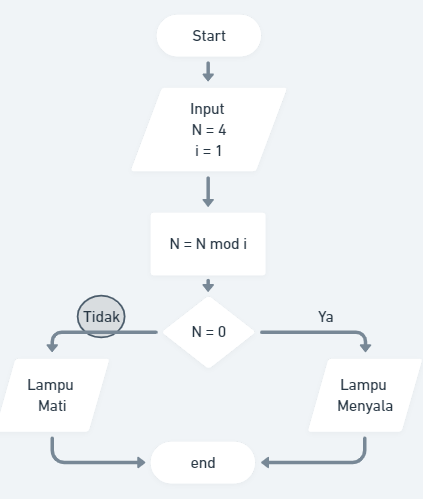 Start
Input
N = 4
i = 1
N = N mod i
Tidak
Ya
N = 0
Lampu
Mati
Lampu
Menyala
end